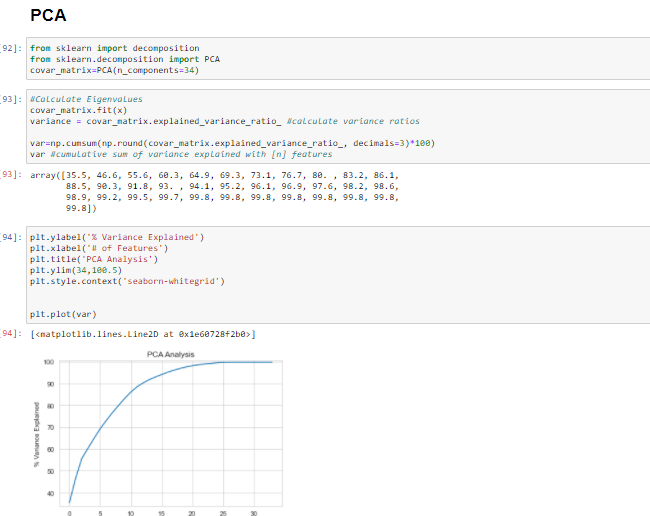 PCA
92]: from sklearn import decomposition
from sklearn.decomposition import PCA
covar_matrix=PCA(n_components=34)
93]: #Calculate Eigenvalues
covar_matrix.fit(x)
variance = covar_matrix.explained_variance_ratio_ #calculate variance ratios
var=np.cumsum(np.round(covar_matrix.explained_variance_ratio_, decimals=3)*100)
var #cumulative sum of variance explained with [n] features
93]: array([35.5, 46.6, 55.6, 60.3, 64.9, 69.3, 73.1, 76.7, 80. , 83.2, 86.1,
88.5, 90.3, 91.8, 93. , 94.1, 95.2, 96.1, 96.9, 97.6, 98.2, 98.6,
98.9, 99.2, 99.5, 99.7, 99.8, 99.8, 99.8, 99.8, 99.8, 99.8, 99.8,
99.8])
94]: plt.ylabel('% Variance Explained')
plt.xlabel('# of Features')
plt.title('PCA Analysis')
plt.ylim(34,100.5)
plt.style.context('seaborn-whitegrid')
plt.plot(var)
94]: [<matplotlib.lines.Line2D at 0x1e60728f2b0>]
PCA Analysis
% Variance Explained
100
90
80
70
60
50
40
0 5 10 15 20 25 30